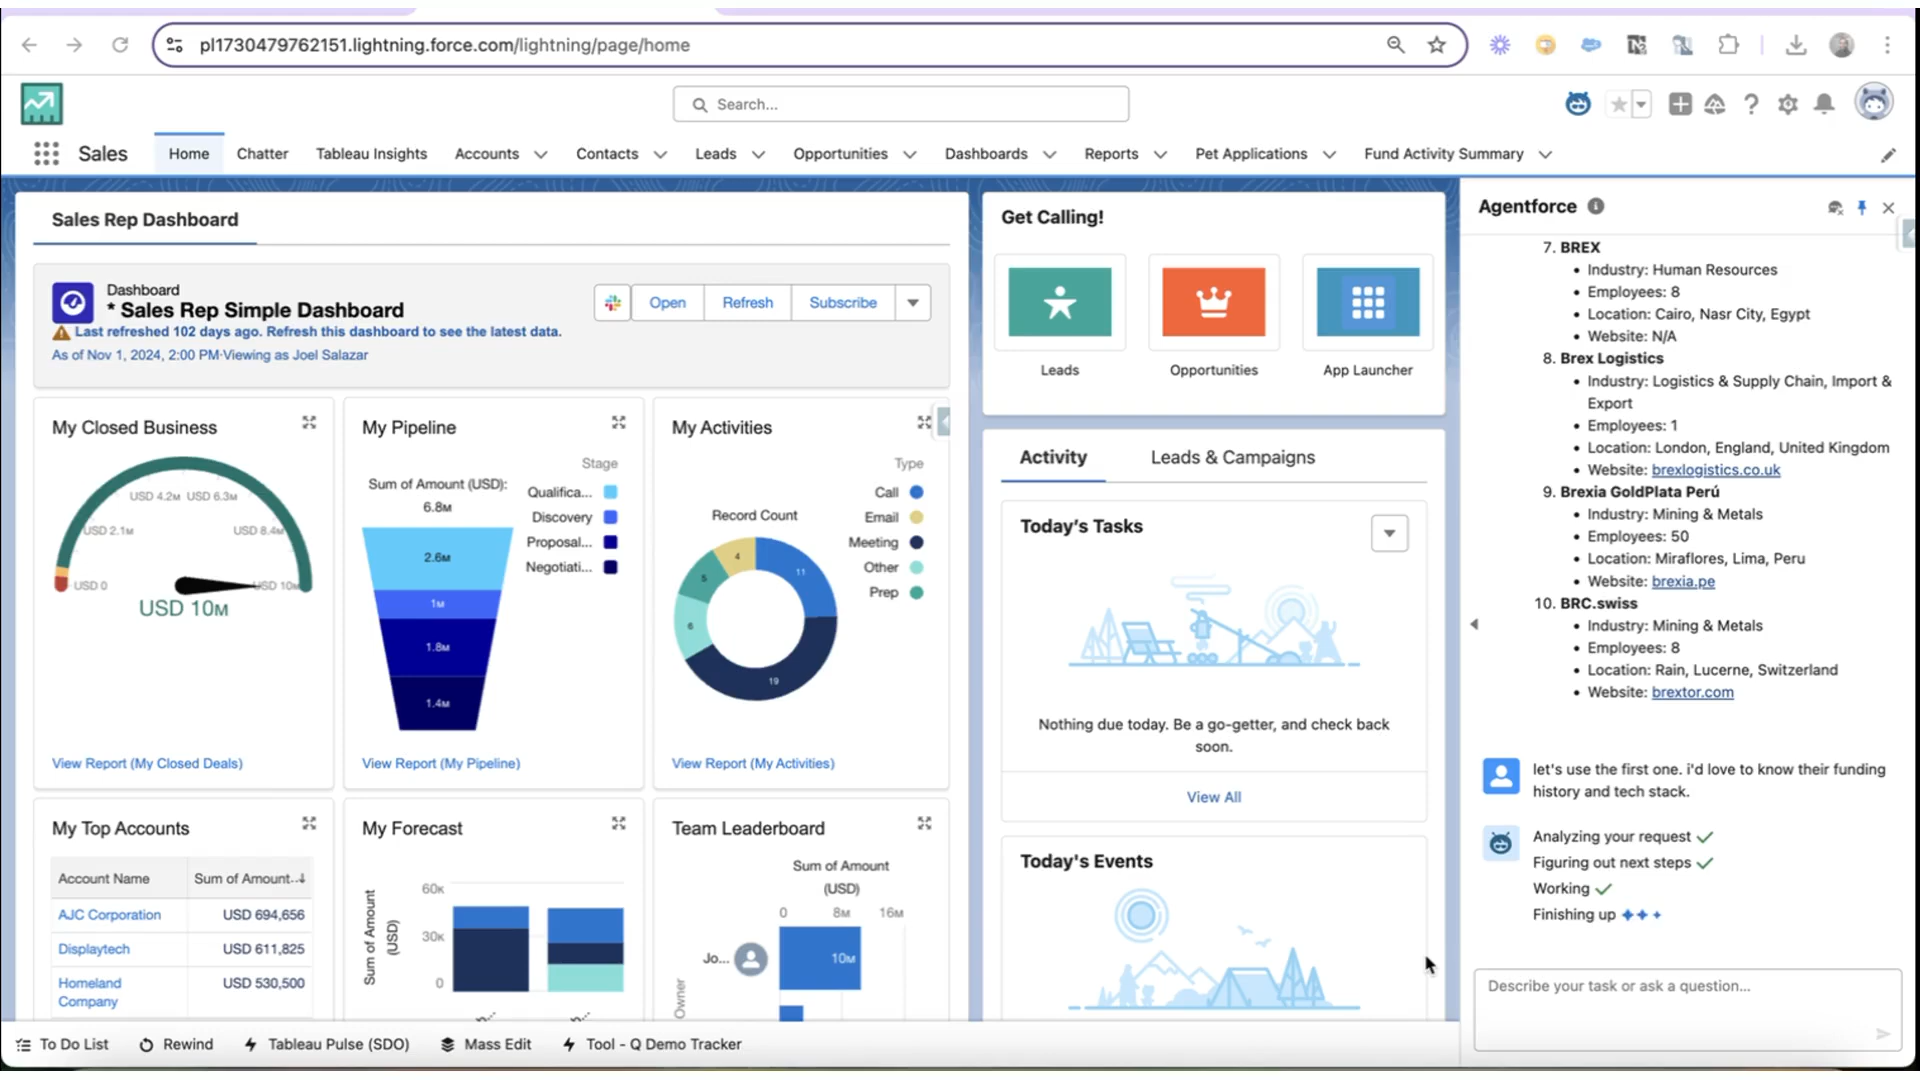 pl1730479762151.lightning.force.com/lightning/page/home
Search...
Sales
Home
Chatter
Tableau Insights
Accounts
Contacts
Leads
Opportunities
Dashboards
Reports
Pet Applications
Fund Activity Summary
Sales Rep Dashboard
Dashboard
* Sales Rep Simple Dashboard
Last refreshed 102 days ago. Refresh this dashboard to see the latest data.
As of Nov 1, 2024, 2:00 PM·Viewing as Joel Salazar
Open
Refresh
Subscribe
My Closed Business
USD 4.2M
USD 6.3M
USD 2.1M
USD 8.4M
USD 0
USD 10M
USD 10M
View Report (My Closed Deals)
My Pipeline
Stage
Sum of Amount (USD):
6.8M
Qualifica...
Discovery
Proposal...
Negotiati...
2.6M
1M
1.8M
1.4M
View Report (My Pipeline)
My Activities
Type
Record Count
Call
Email
Meeting
Other
Prep
4
11
5
6
19
View Report (My Activities)
My Top Accounts
Account Name
Sum of Amount..↓
AJC Corporation
USD 694,656
Displaytech
USD 611,825
Homeland
Company
USD 530,500
My Forecast
Sum of Amount
(USD)
60K
30K
0
Team Leaderboard
Sum of Amount
(USD)
0
8M
16M
Jo...
10M
Owner
Get Calling!
Leads
Opportunities
App Launcher
Activity
Leads & Campaigns
Today's Tasks
Nothing due today. Be a go-getter, and check back
soon.
View All
Today's Events
Agentforce
7. BREX
• Industry: Human Resources
• Employees: 8
• Location: Cairo, Nasr City, Egypt
• Website: N/A
8. Brex Logistics
• Industry: Logistics & Supply Chain, Import &
Export
• Employees: 1
• Location: London, England, United Kingdom
• Website: brexlogistics.co.uk
9. Brexia GoldPlata Perú
• Industry: Mining & Metals
• Employees: 50
• Location: Miraflores, Lima, Peru
• Website: brexia.pe
10. BRC.swiss
• Industry: Mining & Metals
• Employees: 8
• Location: Rain, Lucerne, Switzerland
• Website: brextor.com
let's use the first one. i'd love to know their funding
history and tech stack.
Analyzing your request
Figuring out next steps
Working
Finishing up
Describe your task or ask a question...
To Do List
Rewind
Tableau Pulse (SDO)
Mass Edit
Tool - Q Demo Tracker